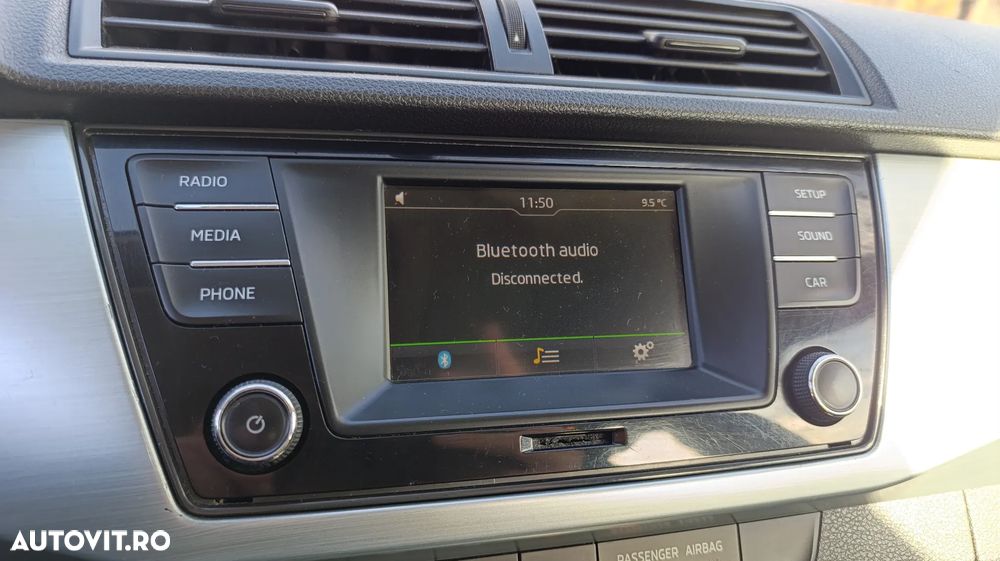 RADIO
MEDIA
PHONE
11:50
9.5 °C
Bluetooth audio
Disconnected.
SETUP
SOUND
CAR
PASSENGER AIRBAG
AUTOVIT.RO